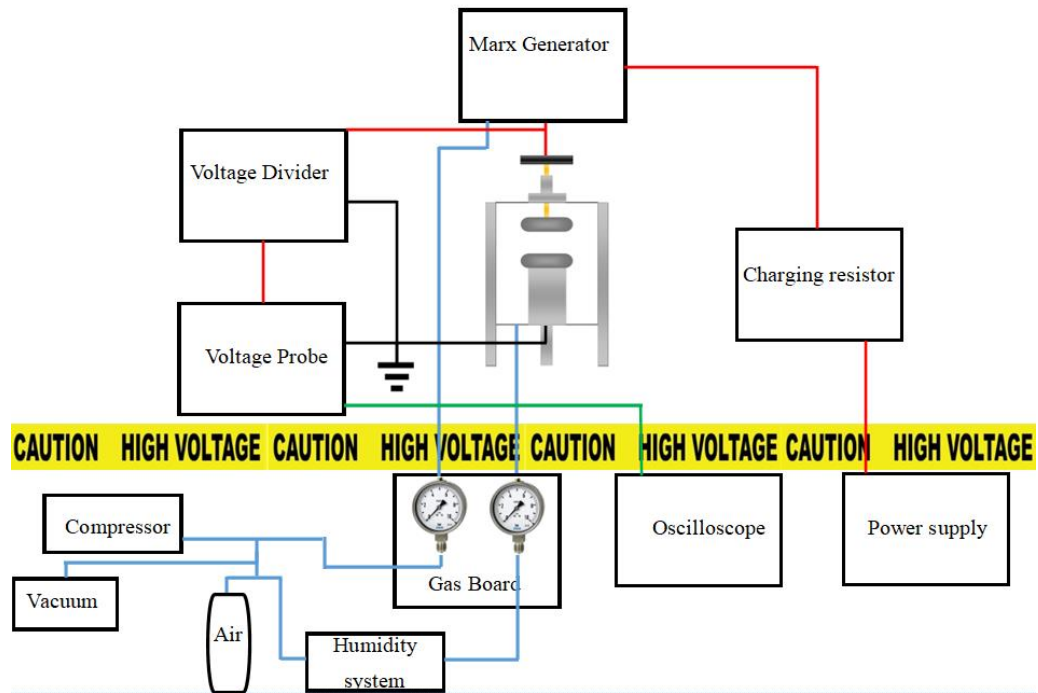 Marx Generator
Voltage Divider
Charging resistor
Voltage Probe
CAUTION HIGH VOLTAGE CAUTION HIGH VOLTAGE CAUTION HIGH VOLTAGE CAUTION HIGH VOLTAGE
Compressor
Oscilloscope
Power supply
Gas Board
Vacuum
Air
Humidity
system